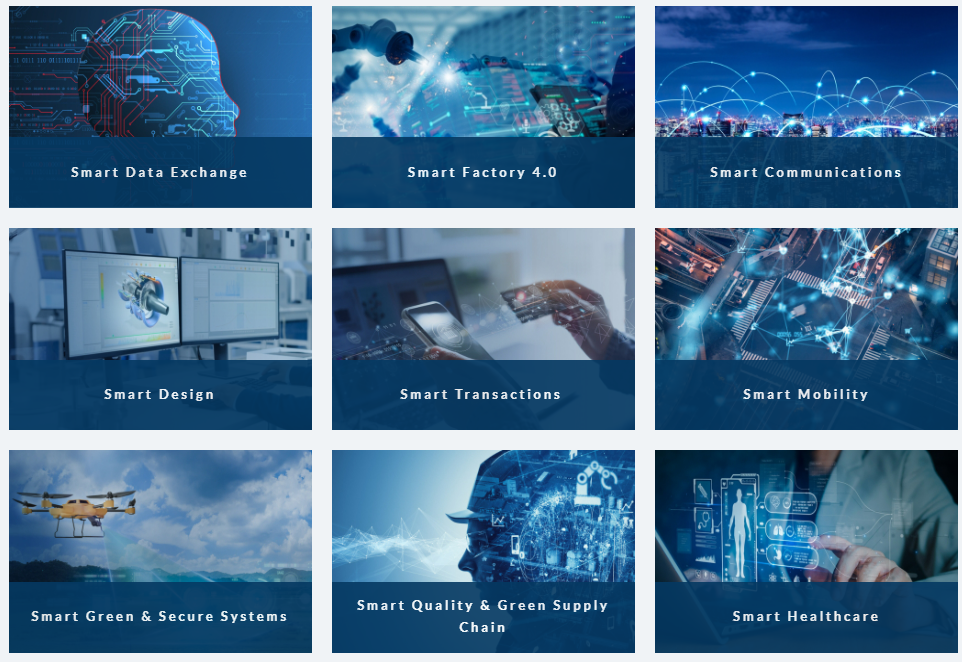 Smart Data Exchange
Smart Factory 4.0
Smart Communications
Smart Design
Smart Transactions
Smart Mobility
Smart Green & Secure Systems
Smart Quality & Green Supply
Chain
Smart Healthcare